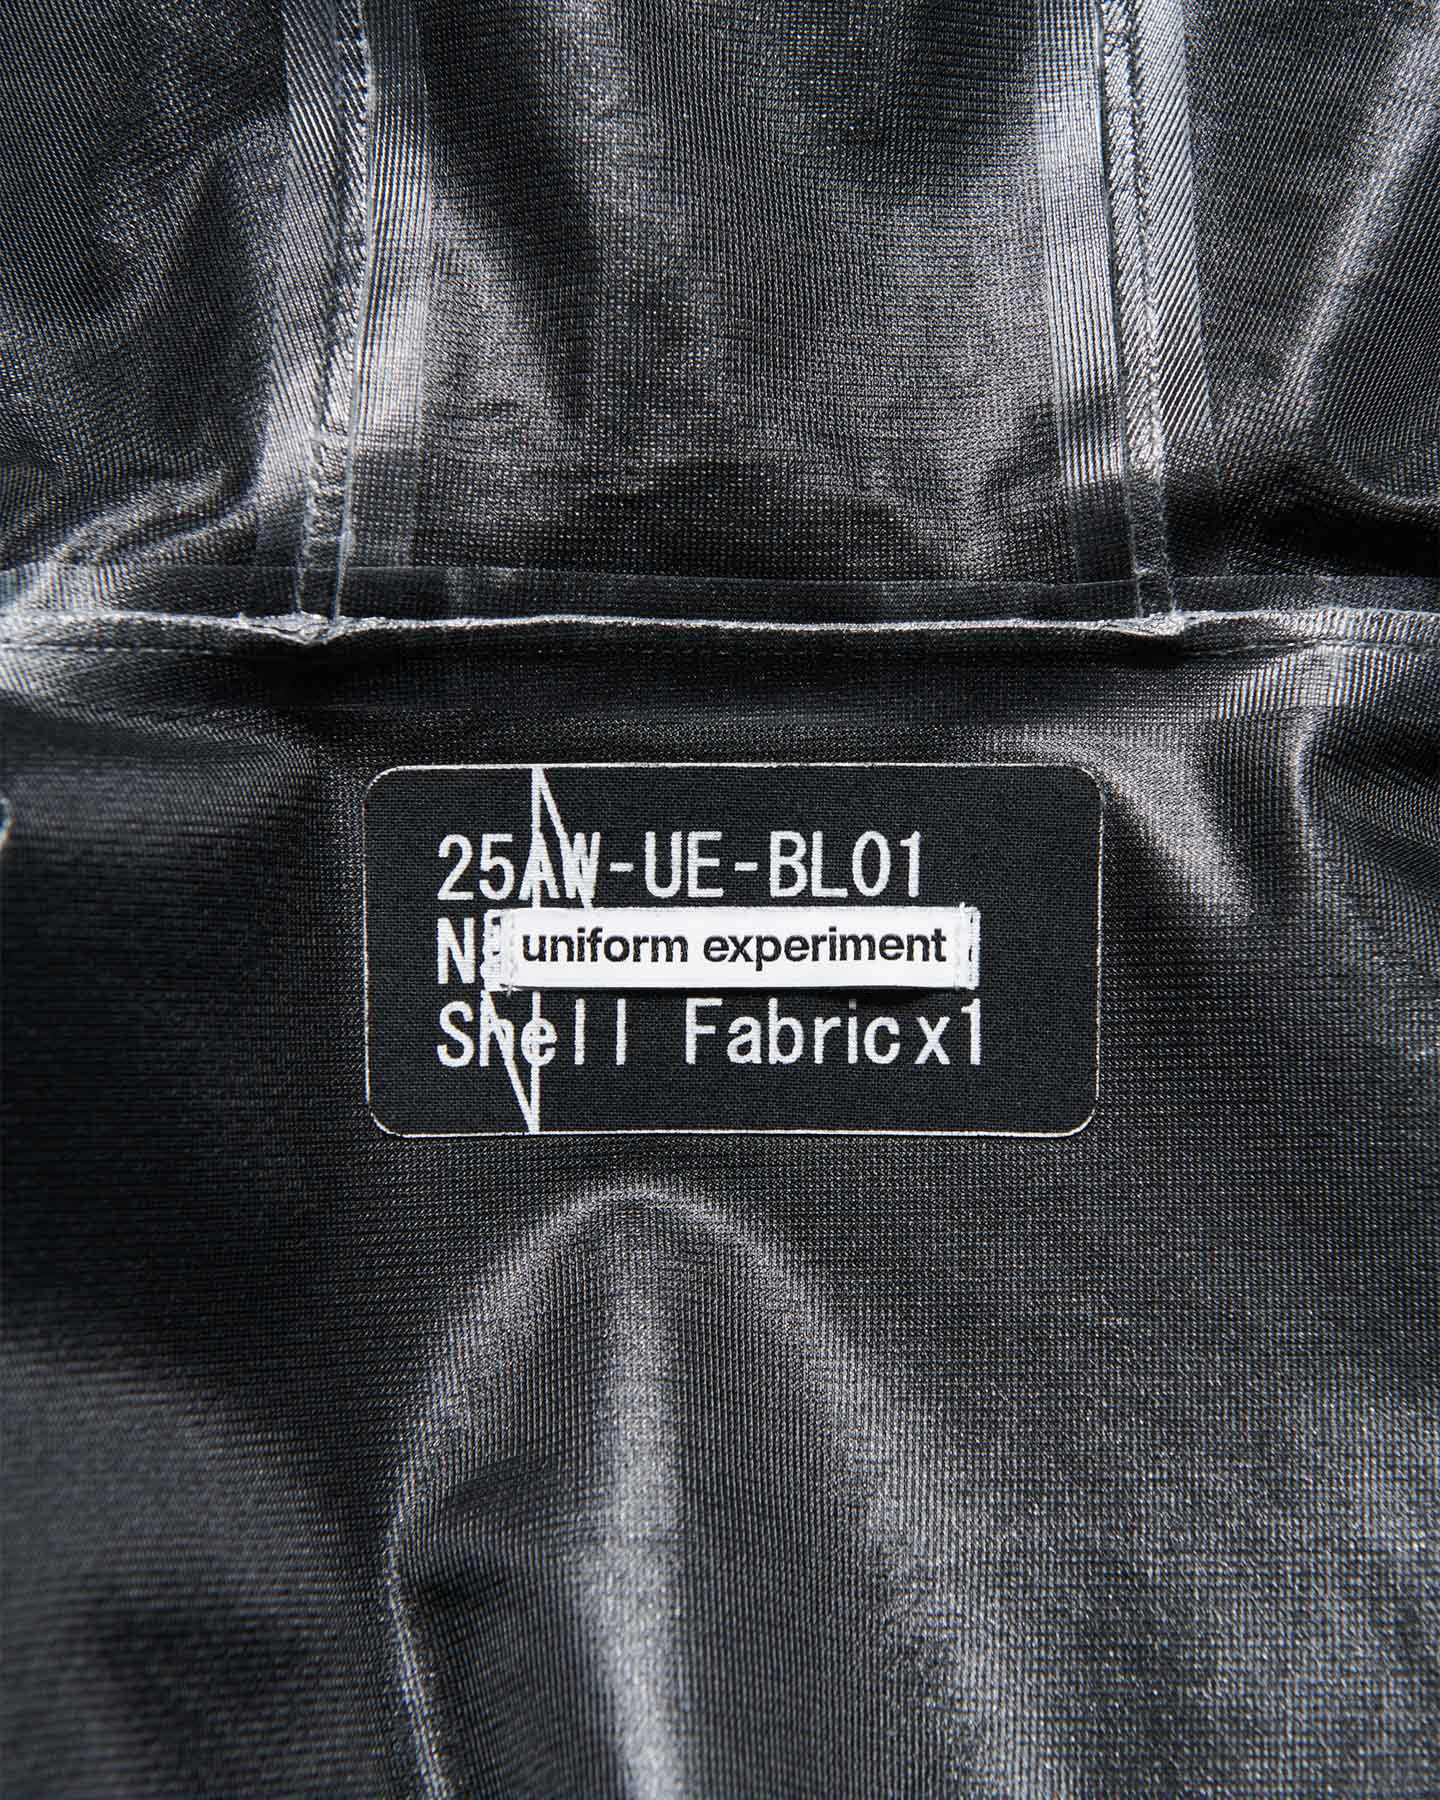 25AW-UE-BL01
uniform experiment
Shell Fabric x1